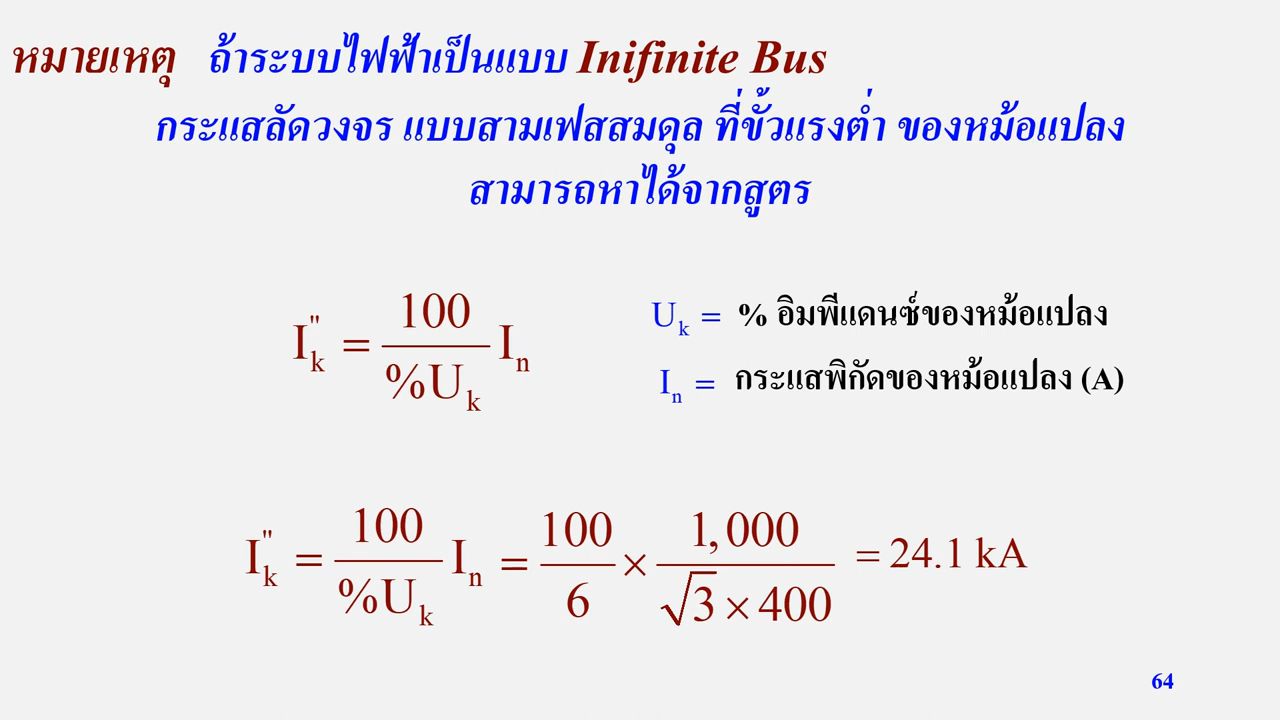 หมายเหตุ ถ้าระบบไฟฟ้าเป็นแบบ Inifinite Bus
กระแสลัดวงจร แบบสามเฟสสมดุล ที่ขั้วแรงต่ำ ของหม้อแปลง
สามารถหาได้จากสูตร
I"k = 100/%Uk In
Uk = % อิมพีแดนซ์ของหม้อแปลง
In = กระแสพิกัดของหม้อแปลง (A)
I"k = 100/%Uk In = 100/6 × 1,000/√3 × 400 = 24.1 kA
64